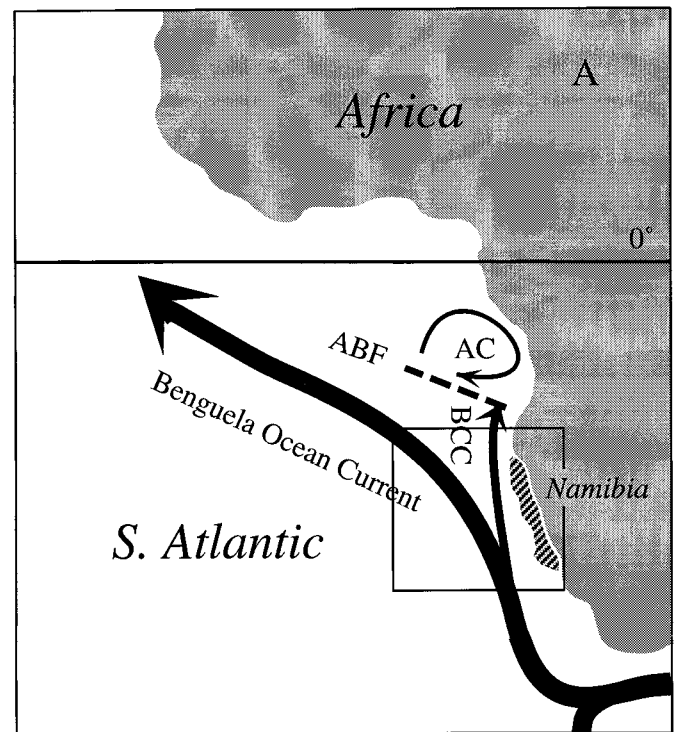 A
Africa
0°
ABF
AC
BCC
Benguela Ocean Current
Namibia
S. Atlantic